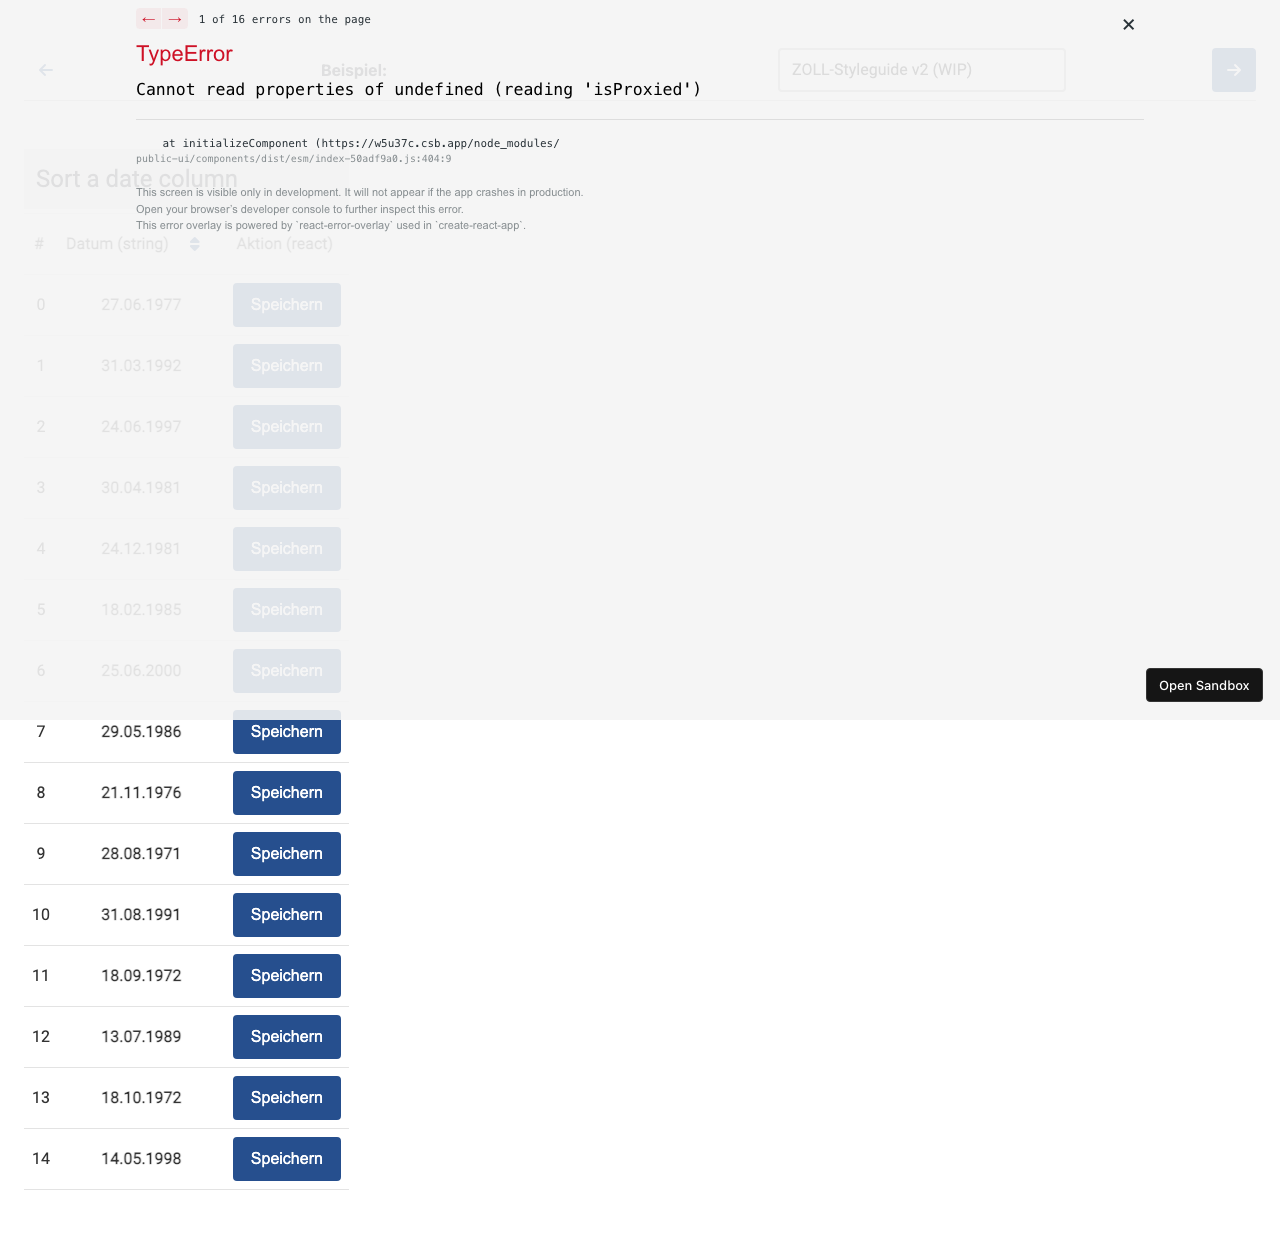 ← → 1 of 16 errors on the page
×
TypeError
← Beispiel: ZOLL-Styleguide v2 (WIP) →
Cannot read properties of undefined (reading 'isProxied')
at initializeComponent (https://w5u37c.csb.app/node_modules/
public-ui/components/dist/esm/index-50adf9a0.js:404:9
Sort a date column
This screen is visible only in development. It will not appear if the app crashes in production.
Open your browser’s developer console to further inspect this error.
This error overlay is powered by `react-error-overlay` used in `create-react-app`.
# Datum (string) Aktion (react)
0 27.06.1977 Speichern
1 31.03.1992 Speichern
2 24.06.1997 Speichern
3 30.04.1981 Speichern
4 24.12.1981 Speichern
5 18.02.1985 Speichern
6 25.06.2000 Speichern
Open Sandbox
7 29.05.1986 Speichern
8 21.11.1976 Speichern
9 28.08.1971 Speichern
10 31.08.1991 Speichern
11 18.09.1972 Speichern
12 13.07.1989 Speichern
13 18.10.1972 Speichern
14 14.05.1998 Speichern